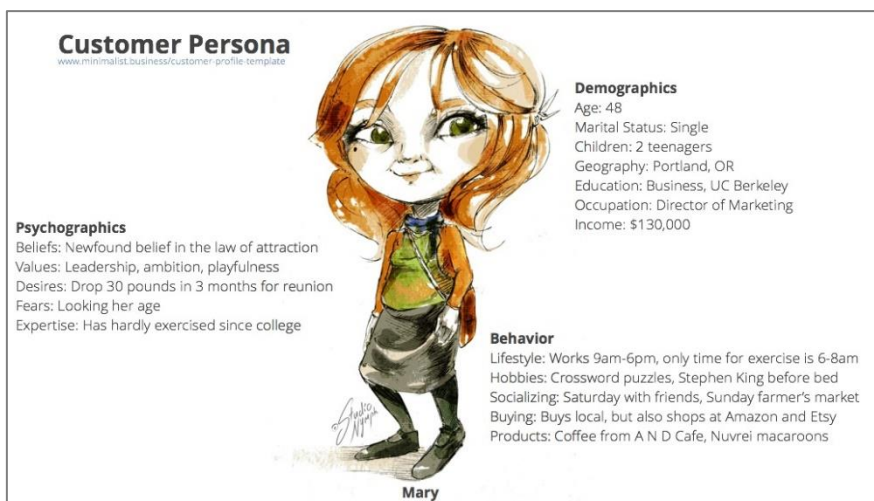 Customer Persona
www.minimalist.business/customer-profile-template
Demographics
Age: 48
Marital Status: Single
Children: 2 teenagers
Geography: Portland, OR
Education: Business, UC Berkeley
Occupation: Director of Marketing
Income: $130,000
Psychographics
Beliefs: Newfound belief in the law of attraction
Values: Leadership, ambition, playfulness
Desires: Drop 30 pounds in 3 months for reunion
Fears: Looking her age
Expertise: Has hardly exercised since college
Behavior
Lifestyle: Works 9am-6pm, only time for exercise is 6-8am
Hobbies: Crossword puzzles, Stephen King before bed
Socializing: Saturday with friends, Sunday farmer's market
Buying: Buys local, but also shops at Amazon and Etsy
Products: Coffee from A N D Cafe, Nuvrei macaroons
Studio
Nymph
Mary